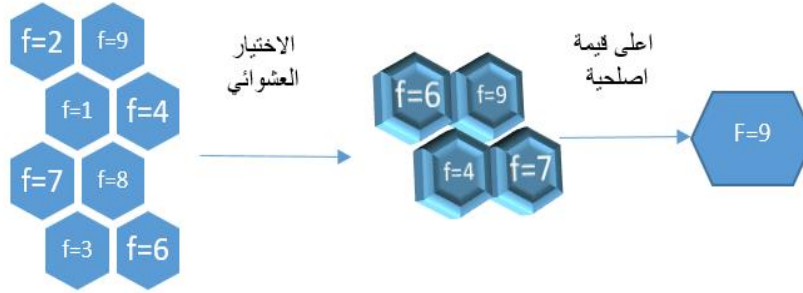 f=2
f=9
f=1
f=4
f=7
f=8
f=3
f=6
الاختيار
العشوائي
f=6
f=9
f=4
f=7
اعلى قيمة
اصلحية
F=9